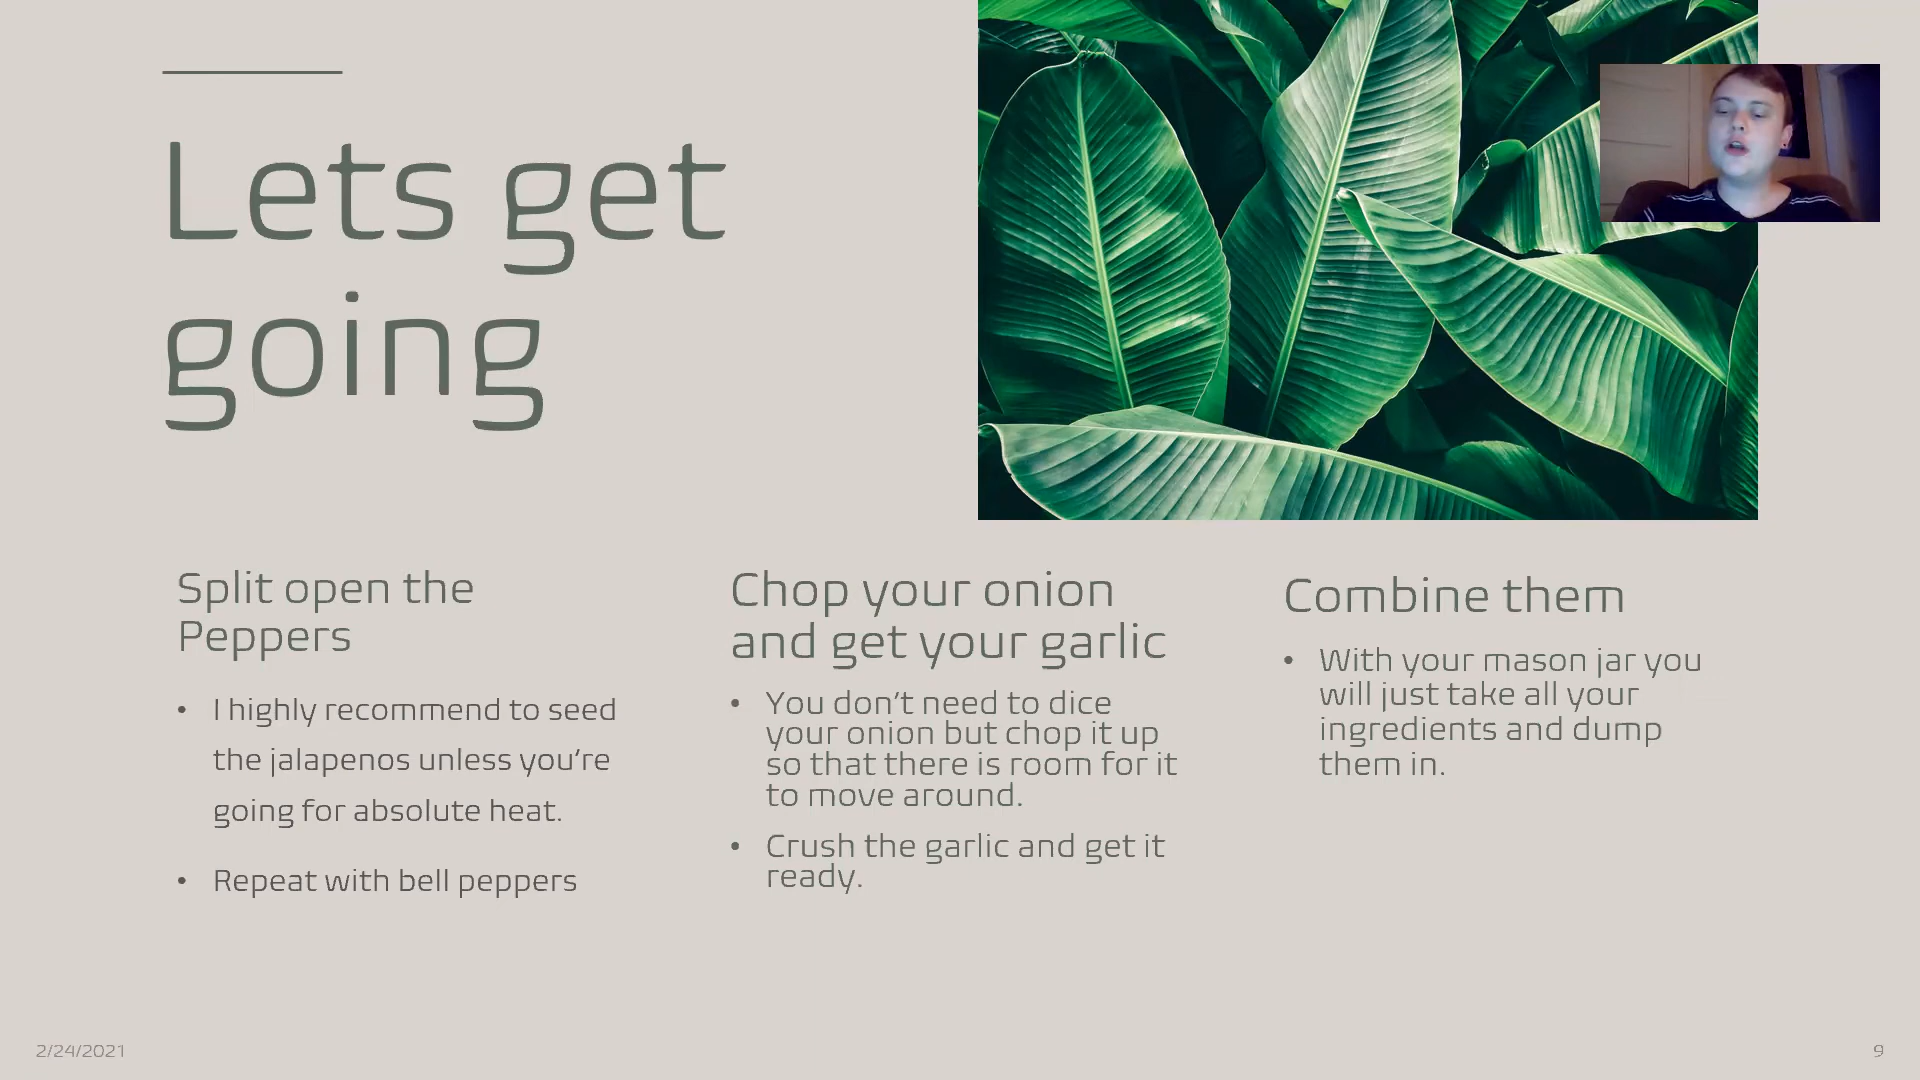 Lets get
going
Split open the
Peppers
• I highly recommend to seed
the jalapenos unless you’re
going for absolute heat.
• Repeat with bell peppers
Chop your onion
and get your garlic
• You don’t need to dice
your onion but chop it up
so that there is room for it
to move around.
• Crush the garlic and get it
ready.
Combine them
• With your mason jar you
will just take all your
ingredients and dump
them in.
2/24/2021
9